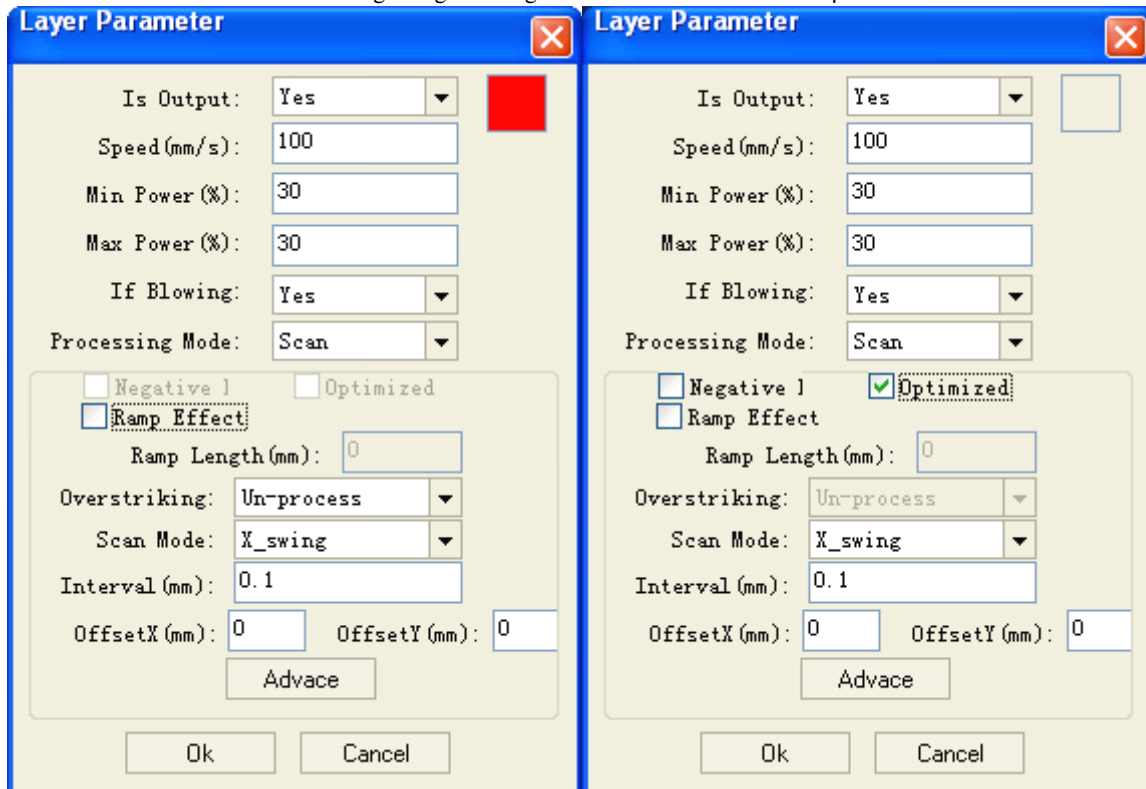 Layer Parameter
Is Output: Yes
Speed(mm/s): 100
Min Power(%): 30
Max Power(%): 30
If Blowing: Yes
Processing Mode: Scan
Negative I Optimized
Ramp Effect
Ramp Length(mm): 0
Overstriking: Un-process
Scan Mode: X_swing
Interval(mm): 0.1
OffsetX(mm): 0 OffsetY(mm): 0
Advace
Ok Cancel
Layer Parameter
Is Output: Yes
Speed(mm/s): 100
Min Power(%): 30
Max Power(%): 30
If Blowing: Yes
Processing Mode: Scan
Negative I Optimized
Ramp Effect
Ramp Length(mm): 0
Overstriking: Un-process
Scan Mode: X_swing
Interval(mm): 0.1
OffsetX(mm): 0 OffsetY(mm): 0
Advace
Ok Cancel